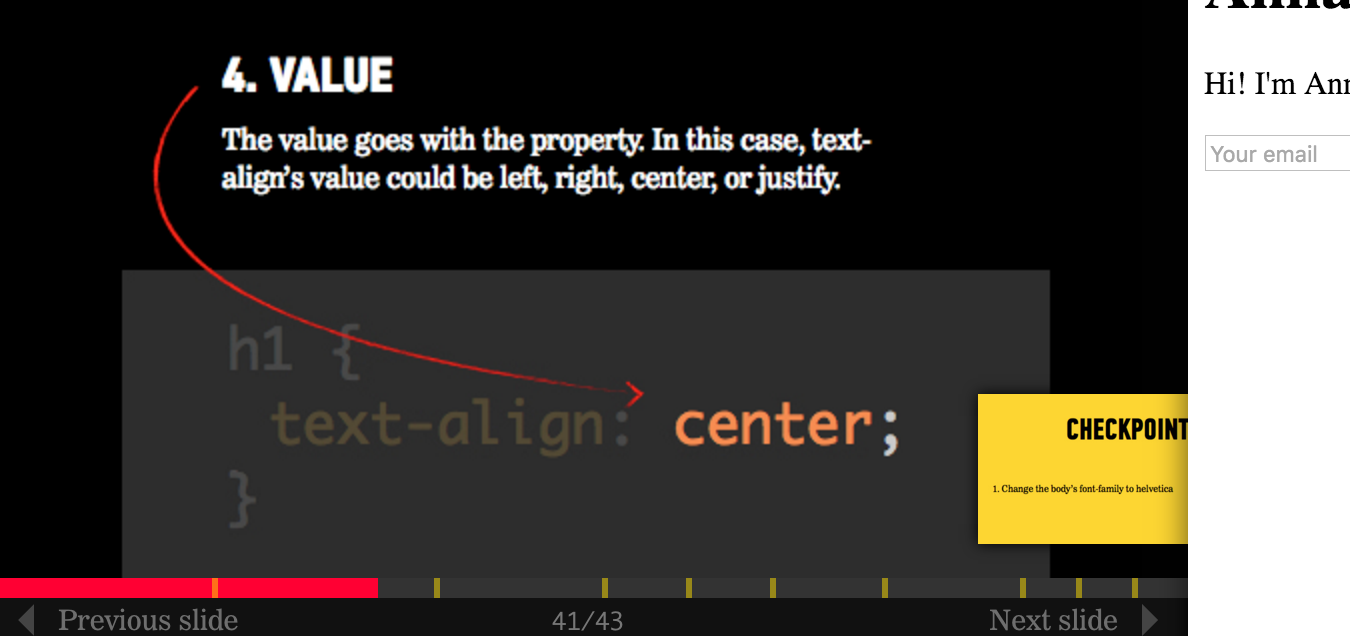 4. VALUE
The value goes with the property. In this case, text-
align’s value could be left, right, center, or justify.
h1 {
text-align: center;
}
CHECKPOINT
1. Change the body's font-family to helvetica
Previous slide
41/43
Next slide
Hi! I'm Ann
Your email